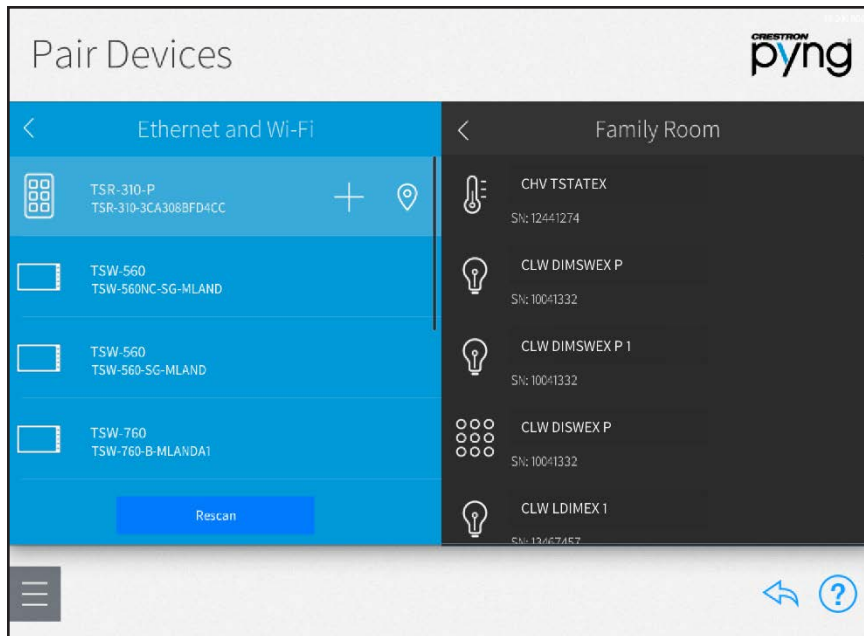 Pair Devices
CRESTRON
pyng
Ethernet and Wi-Fi
TSR-310-P
TSR-310-3CA308BFD4CC
TSW-560
TSW-560NC-SG-MLAND
TSW-560
TSW-560-SG-MLAND
TSW-760
TSW-760-B-MLANDA1
Rescan
Family Room
CHV TSTATEX
SN: 12441274
CLW DIMSWEX P
SN: 10041332
CLW DIMSWEX P 1
SN: 10041332
CLW DISWEX P
SN: 10041332
CLW LDIMEX 1
SN: 13467457
?